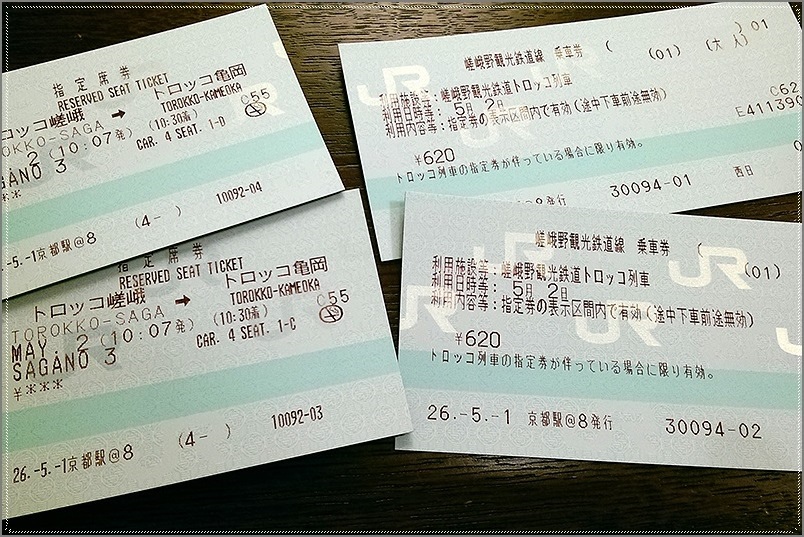 指定席券
RESERVED SEAT TICKET
ロッコ嵯峨 → トロッコ亀岡
TOROKKO-SAGA TOROKKO-KAMEOKA
2 (10:07発) (10:30着) C55
CAR. 4 SEAT. 1-D
SAGANO 3
***
-5.-1京都駅@8 (4- ) 10092-04
嵯峨野観光鉄道線 乗車券 ( ) 01
(01) (大人)
利用施設等:嵯峨野観光鉄道トロッコ列車
利用日時等: 5月 2日
利用内容等:指定券の表示区間内で有効(途中下車前途無効)
C62
E411390
¥620
トロッコ列車の指定券が伴っている場合に限り有効。
@8発行 30094-01 西日
指定席券
RESERVED SEAT TICKET
トロッコ嵯峨 → トロッコ亀岡
TOROKKO-SAGA TOROKKO-KAMEOKA
MAY. 2 (10:07発) (10:30着) C55
SAGANO 3 CAR. 4 SEAT. 1-C
¥***
26.-5.-1京都駅@8 (4- ) 10092-03
嵯峨野観光鉄道線 乗車券 ( ) (01)
利用施設等:嵯峨野観光鉄道トロッコ列車
利用日時等: 5月 2日
利用内容等:指定券の表示区間内で有効(途中下車前途無効)
¥620
トロッコ列車の指定券が伴っている場合に限り有効。
26.-5.-1 京都駅@8発行 30094-02
JR